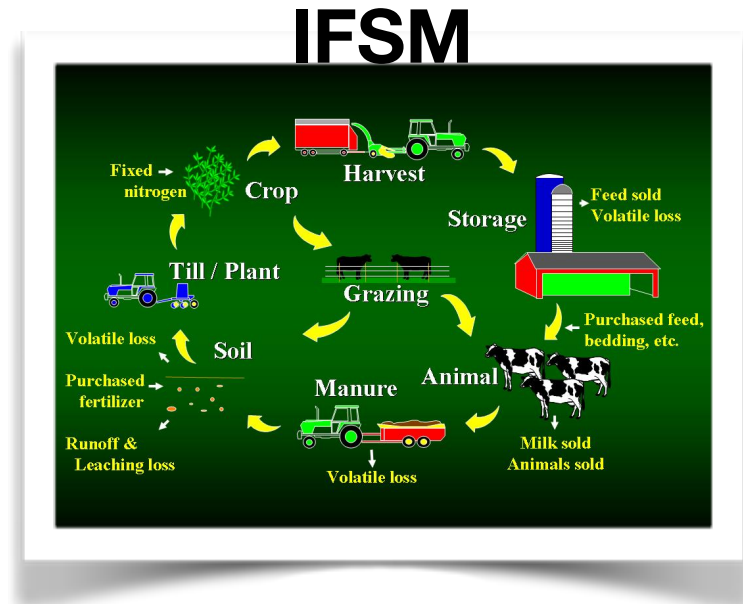 IFSM
Harvest
Fixed
nitrogen
Crop
Storage
Feed sold
Volatile loss
Till / Plant
Grazing
Purchased feed,
bedding, etc.
Volatile loss
Soil
Purchased
fertilizer
Manure
Animal
Runoff &
Leaching loss
Milk sold
Animals sold
Volatile loss